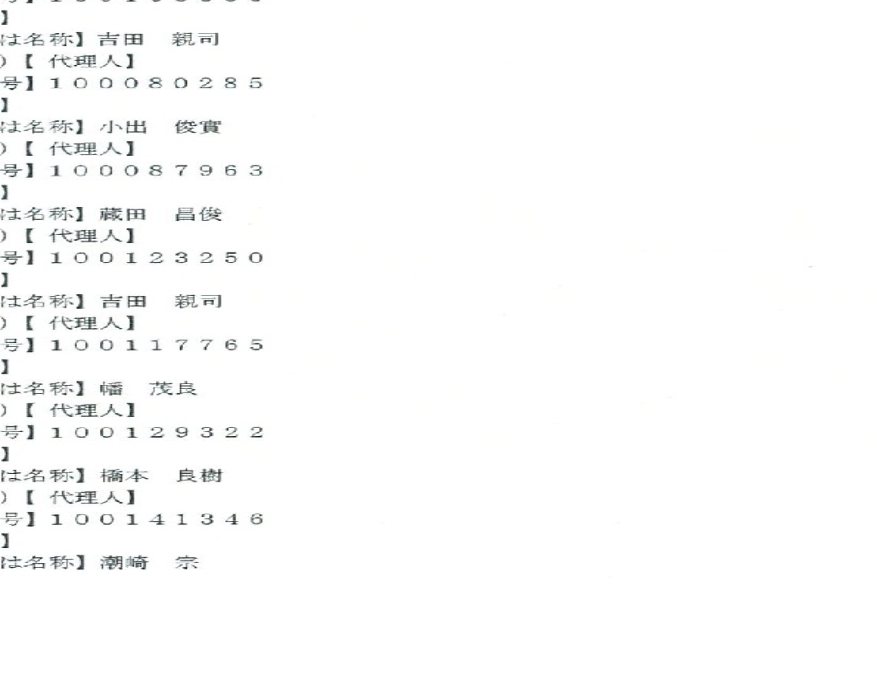 】
は名称】吉田　親司
）【 代理人】
号】１０００８０２８５
】
は名称】小出　俊實
）【 代理人】
号】１０００８７９６３
】
は名称】蔵田　昌俊
）【 代理人】
号】１００１２３２５０
】
は名称】吉田　親司
）【 代理人】
号】１００１１７７６５
】
は名称】幡　茂良
）【 代理人】
号】１００１２９３２２
】
は名称】橋本　良樹
）【 代理人】
号】１００１４１３４６
】
は名称】潮崎　宗